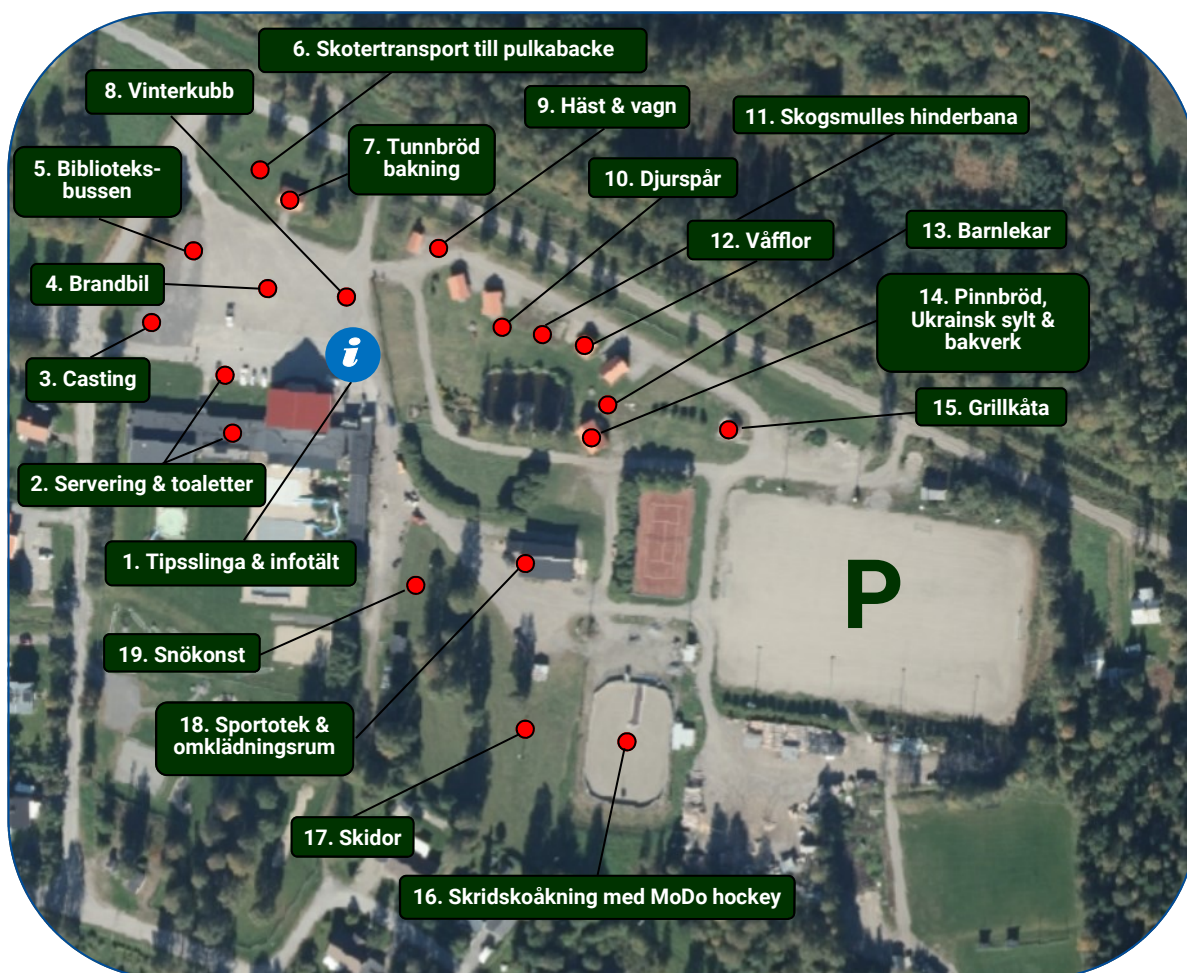 6. Skotertransport till pulkabacke
8. Vinterkubb
9. Häst & vagn
11. Skogsmulles hinderbana
7. Tunnbröd
bakning
5. Biblioteks-
bussen
10. Djurspår
13. Barnlekar
12. Våfflor
4. Brandbil
14. Pinnbröd,
Ukrainsk sylt &
bakverk
i
3. Casting
15. Grillkåta
2. Servering & toaletter
1. Tipsslinga & infotält
P
19. Snökonst
18. Sportotek &
omklädningsrum
17. Skidor
16. Skridskoåkning med MoDo hockey